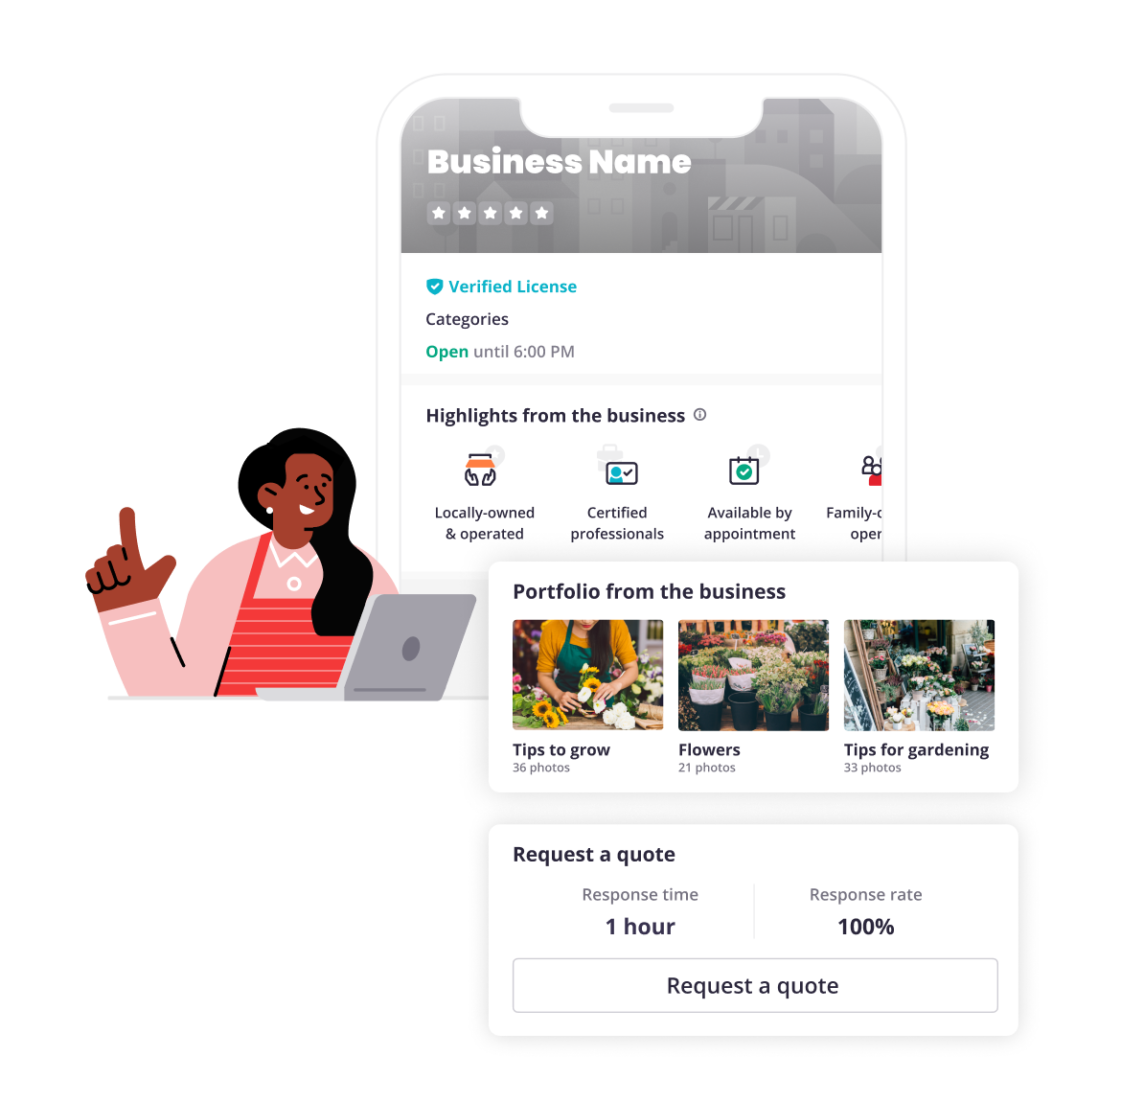 Business Name
Verified License
Categories
Open until 6:00 PM
Highlights from the business
Locally-owned
& operated
Certified
professionals
Available by
appointment
Family-
oper
Portfolio from the business
Tips to grow
36 photos
Flowers
21 photos
Tips for gardening
33 photos
Request a quote
Response time
1 hour
Response rate
100%
Request a quote